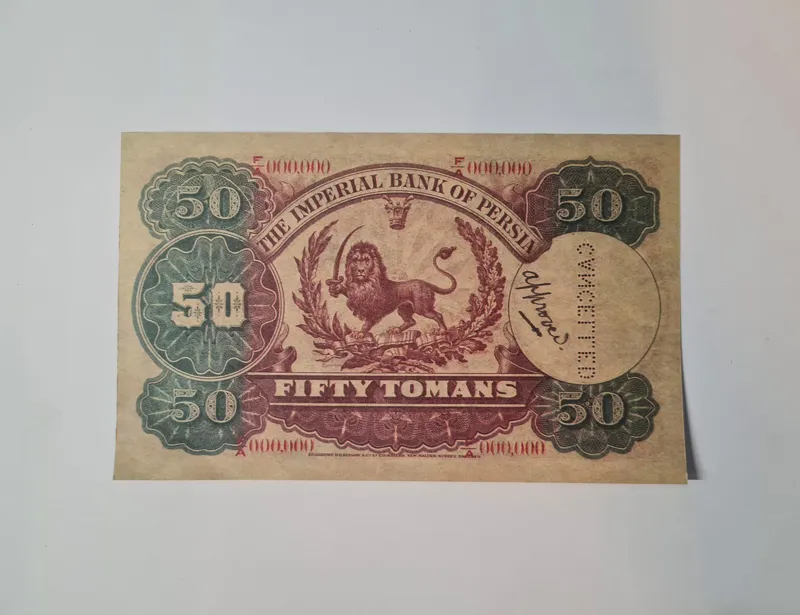 F/A 000,000 F/A 000,000
50 50
THE IMPERIAL BANK OF PERSIA
50
approved.
CANCELLED
FIFTY TOMANS
50 50
/A 000,000 F/A 000,000